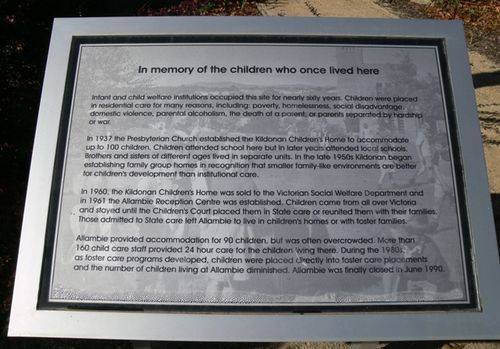 In memory of the children who once lived here
Infant and child welfare institutions occupied this site for nearly sixty years. Children were placed
in residential care for many reasons, including: poverty, homelessness, social disadvantage,
domestic violence, parental alcoholism, the death of a parent, or parents separated by hardship
or war.
In 1937 the Presbyterian Church established the Kildonan Children's Home to accommodate
up to 100 children. Children attended school here but in later years attended local schools.
Brothers and sisters of different ages lived in separate units. In the late 1950s Kildonan began
establishing family group homes in recognition that smaller family-like environments are better
for children's development than institutional care.
In 1960, the Kildonan Children's Home was sold to the Victorian Social Welfare Department and
in 1961 the Allambie Reception Centre was established. Children came from all over Victoria
and stayed until the Children's Court placed them in State care or reunited them with their families.
Those admitted to State care left Allambie to live in children's homes or with foster families.
Allambie provided accommodation for 90 children, but was often overcrowded. More than
160 child care staff provided 24 hour care for the children living there. During the 1980s,
as foster care programs developed, children were placed directly into foster care placements
and the number of children living at Allambie diminished. Allambie was finally closed in June 1990.